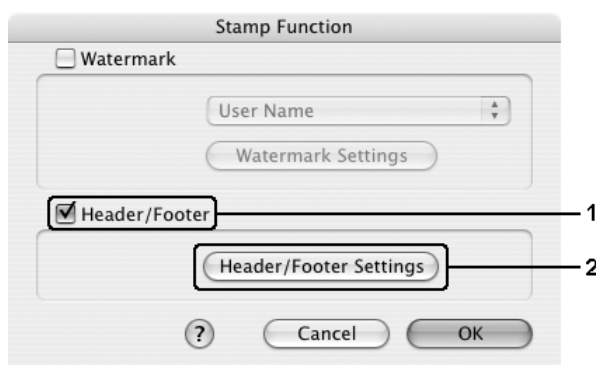 Stamp Function
Watermark
User Name
Watermark Settings
Header/Footer
1
Header/Footer Settings
2
?
Cancel
OK